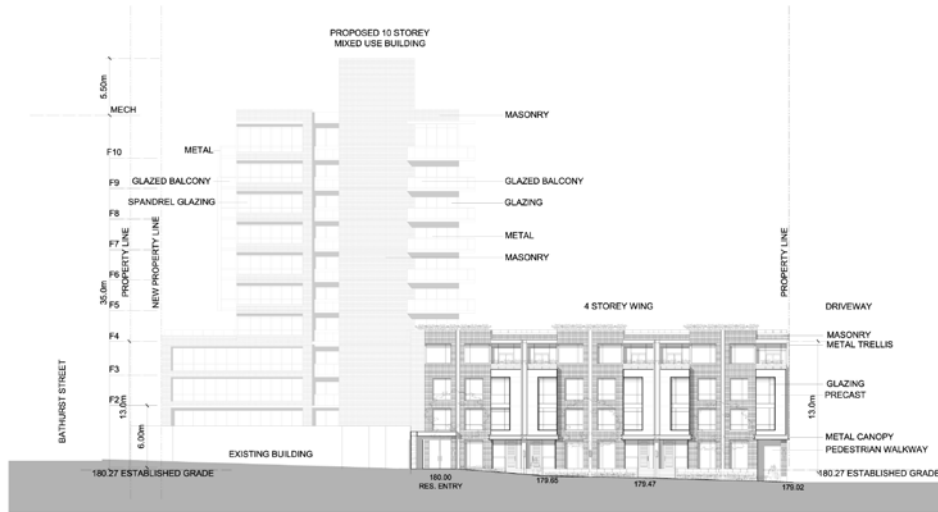 PROPOSED 10 STOREY
MIXED USE BUILDING
5.50m
MECH
MASONRY
F10
METAL
F9
GLAZED BALCONY
GLAZED BALCONY
SPANDREL GLAZING
GLAZING
F8
METAL
F7
MASONRY
PROPERTY LINE
NEW PROPERTY LINE
PROPERTY LINE
F6
35.0m
F5
4 STOREY WING
DRIVEWAY
F4
MASONRY
METAL TRELLIS
F3
GLAZING
PRECAST
F2
BATHURST STREET
13.0m
13.0m
6.00m
METAL CANOPY
PEDESTRIAN WALKWAY
EXISTING BUILDING
180.27 ESTABLISHED GRADE
180.00
RES. ENTRY
179.65
179.47
179.02
180.27 ESTABLISHED GRADE